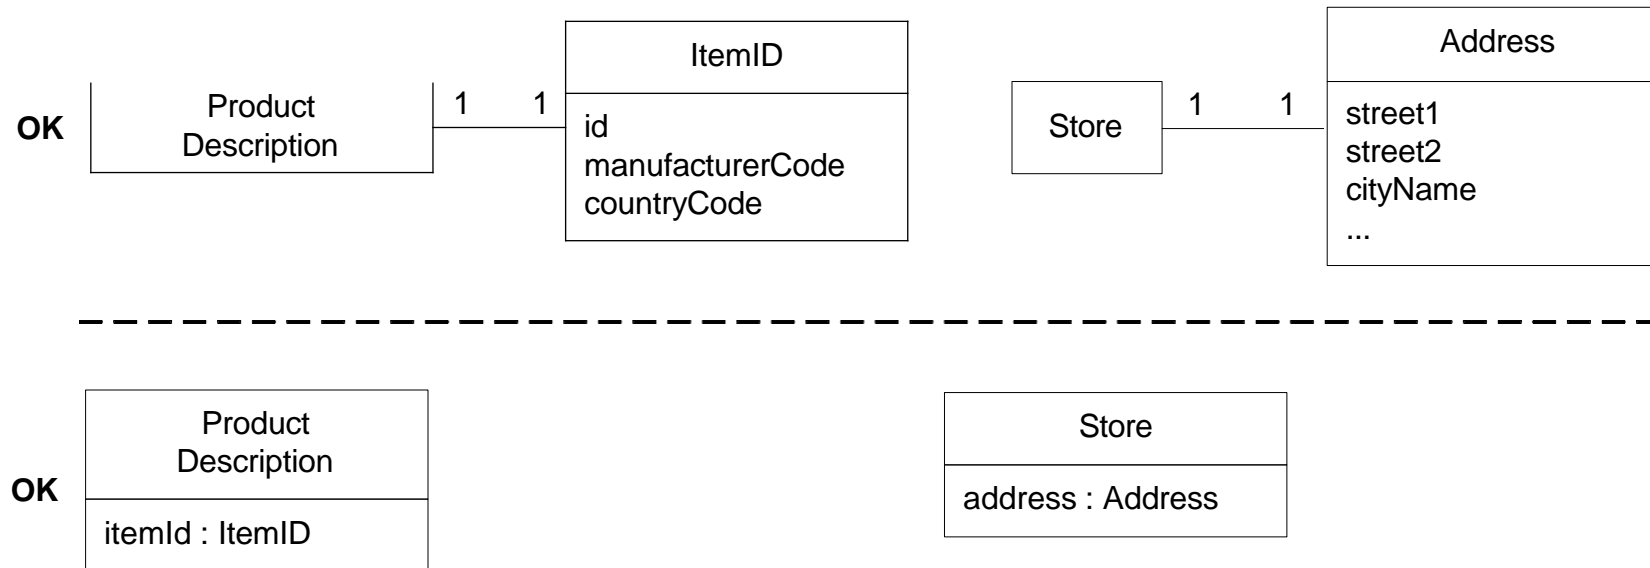 OK
Product
Description
1 1
ItemID
id
manufacturerCode
countryCode
Store
1 1
Address
street1
street2
cityName
...
OK
Product
Description
itemId : ItemID
Store
address : Address